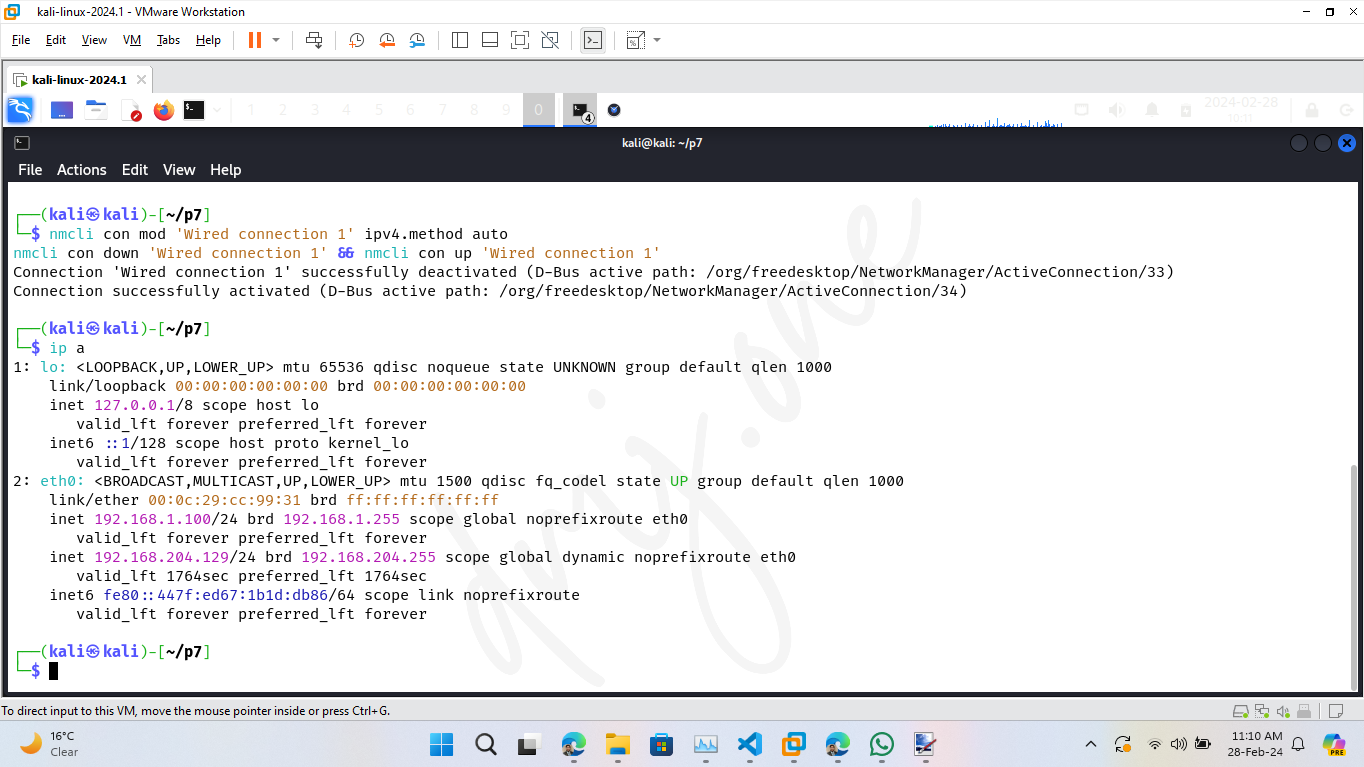 kali-linux-2024.1 - VMware Workstation
File Edit View VM Tabs Help
kali-linux-2024.1
1 2 3 4 5 6 7 8 9 0 4
2024-02-28
10:11
kali@kali: ~/p7
File Actions Edit View Help
┌──(kali㉿kali)-[~/p7]
└─$ nmcli con mod 'Wired connection 1' ipv4.method auto
nmcli con down 'Wired connection 1' && nmcli con up 'Wired connection 1'
Connection 'Wired connection 1' successfully deactivated (D-Bus active path: /org/freedesktop/NetworkManager/ActiveConnection/33)
Connection successfully activated (D-Bus active path: /org/freedesktop/NetworkManager/ActiveConnection/34)
┌──(kali㉿kali)-[~/p7]
└─$ ip a
1: lo: <LOOPBACK,UP,LOWER_UP> mtu 65536 qdisc noqueue state UNKNOWN group default qlen 1000
link/loopback 00:00:00:00:00:00 brd 00:00:00:00:00:00
inet 127.0.0.1/8 scope host lo
valid_lft forever preferred_lft forever
inet6 ::1/128 scope host proto kernel_lo
valid_lft forever preferred_lft forever
2: eth0: <BROADCAST,MULTICAST,UP,LOWER_UP> mtu 1500 qdisc fq_codel state UP group default qlen 1000
link/ether 00:0c:29:cc:99:31 brd ff:ff:ff:ff:ff:ff
inet 192.168.1.100/24 brd 192.168.1.255 scope global noprefixroute eth0
valid_lft forever preferred_lft forever
inet 192.168.204.129/24 brd 192.168.204.255 scope global dynamic noprefixroute eth0
valid_lft 1764sec preferred_lft 1764sec
inet6 fe80::447f:ed67:1b1d:db86/64 scope link noprefixroute
valid_lft forever preferred_lft forever
┌──(kali㉿kali)-[~/p7]
└─$
dmj.one
To direct input to this VM, move the mouse pointer inside or press Ctrl+G.
16°C
Clear
11:10 AM
28-Feb-24
PRE